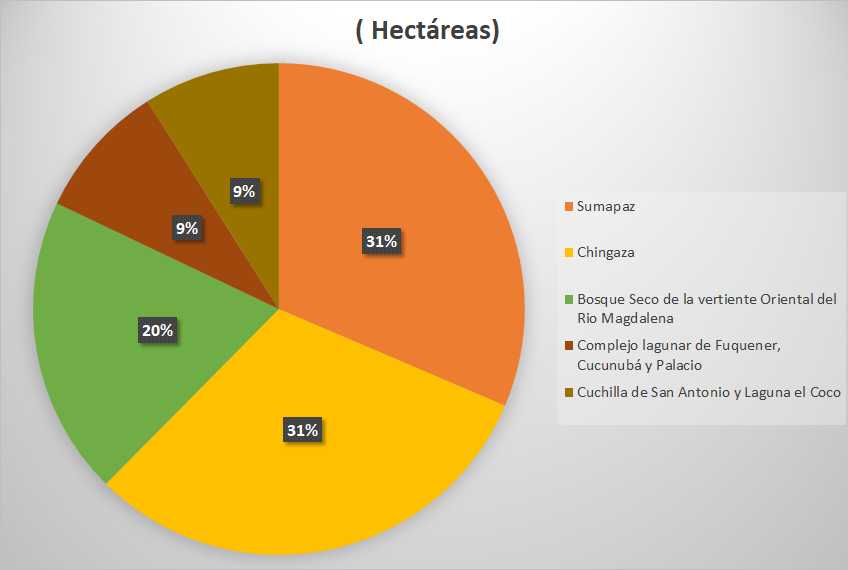 ( Hectáreas)
9%
31%
9%
20%
31%
Sumapaz
Chingaza
Bosque Seco de la vertiente Oriental del
Rio Magdalena
Complejo lagunar de Fuquener,
Cucunubá y Palacio
Cuchilla de San Antonio y Laguna el Coco